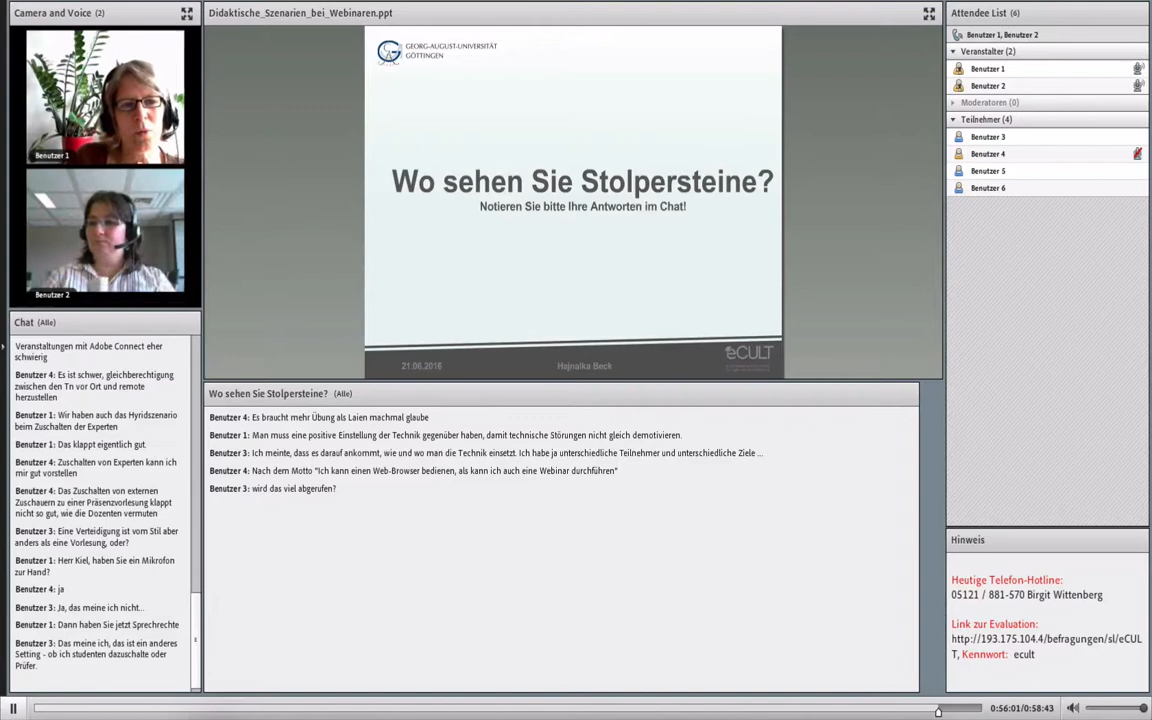 Camera and Voice (2)
Benutzer 1
Benutzer 2
Chat (Alle)
Veranstaltungen mit Adobe Connect eher
schwierig
Benutzer 4: Es ist schwer, gleichberechtigung
zwischen den Tn vor Ort und remote
herzustellen
Benutzer 1: Wir haben auch das Hyridszenario
beim Zuschalten der Experten
Benutzer 1: Das klappt eigentlich gut.
Benutzer 4: Zuschalten von Experten kann ich
mir gut vorstellen
Benutzer 4: Das Zuschalten von externen
Zuschauern zu einer Präsenzvorlesung klappt
nicht so gut, wie die Dozenten vermuten
Benutzer 3: Eine Verteidigung ist vom Stil aber
anders als eine Vorlesung, oder?
Benutzer 1: Herr Kiel, haben Sie ein Mikrofon
zur Hand?
Benutzer 4: ja
Benutzer 3: Ja, das meine ich nicht...
Benutzer 1: Dann haben Sie jetzt Sprechrechte
Benutzer 3: Das meine ich, das ist ein anderes
Setting - ob ich studenten dazuschalte oder
Prüfer.
Didaktische_Szenarien_bei_Webinaren.ppt
GEORG-AUGUST-UNIVERSITÄT
GÖTTINGEN
Wo sehen Sie Stolpersteine?
Notieren Sie bitte Ihre Antworten im Chat!
21.06.2016
Hajnalka Beck
eCULT
Wo sehen Sie Stolpersteine? (Alle)
Benutzer 4: Es braucht mehr Übung als Laien machmal glaube
Benutzer 1: Man muss eine positive Einstellung der Technik gegenüber haben, damit technische Störungen nicht gleich demotivieren.
Benutzer 3: Ich meinte, dass es darauf ankommt, wie und wo man die Technik einsetzt. Ich habe ja unterschiedliche Teilnehmer und unterschiedliche Ziele ...
Benutzer 4: Nach dem Motto "Ich kann einen Web-Browser bedienen, als kann ich auch eine Webinar durchführen"
Benutzer 3: wird das viel abgerufen?
Attendee List (6)
Benutzer 1, Benutzer 2
Veranstalter (2)
Benutzer 1
Benutzer 2
Moderatoren (0)
Teilnehmer (4)
Benutzer 3
Benutzer 4
Benutzer 5
Benutzer 6
Hinweis
Heutige Telefon-Hotline:
05121 / 881-570 Birgit Wittenberg
Link zur Evaluation:
http://193.175.104.4/befragungen/sl/eCUL
T, Kennwort: ecult
0:56:01/0:58:43